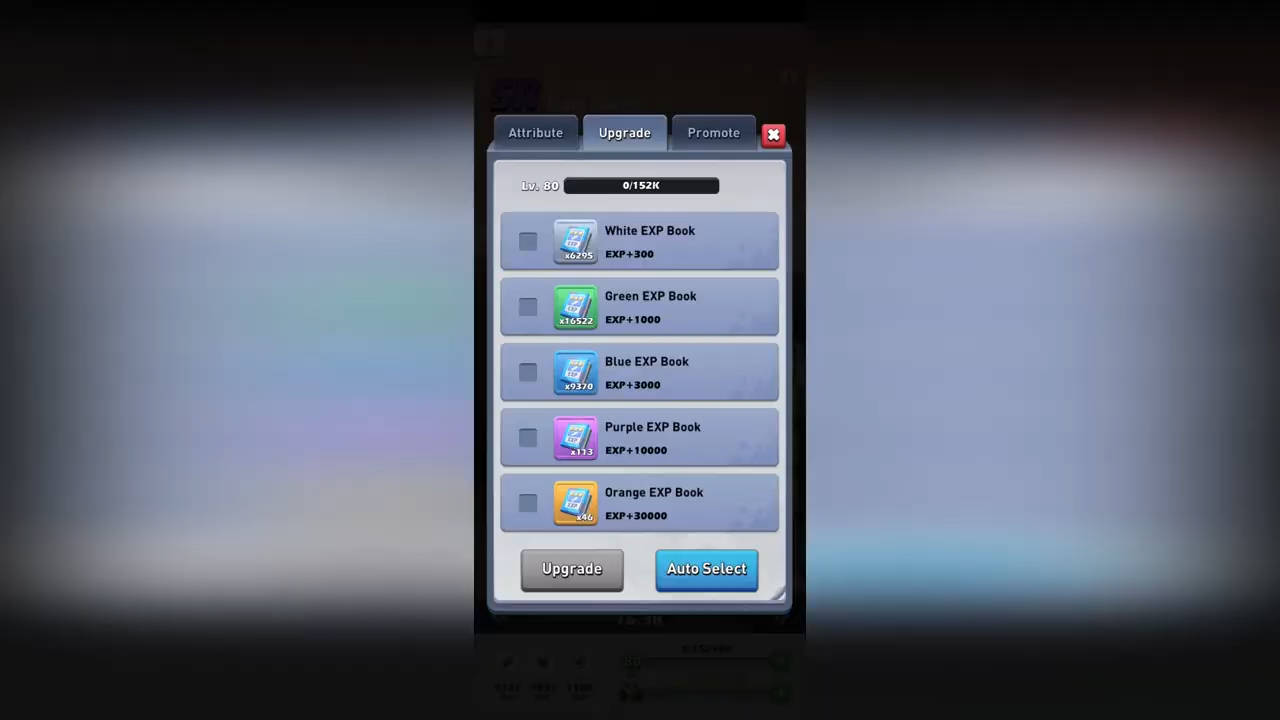 Attribute
Upgrade
Promote
Lv. 80
0/152K
White EXP Book
x6295
EXP+300
Green EXP Book
x16522
EXP+1000
Blue EXP Book
x9370
EXP+3000
Purple EXP Book
x113
EXP+10000
Orange EXP Book
x46
EXP+30000
Upgrade
Auto Select